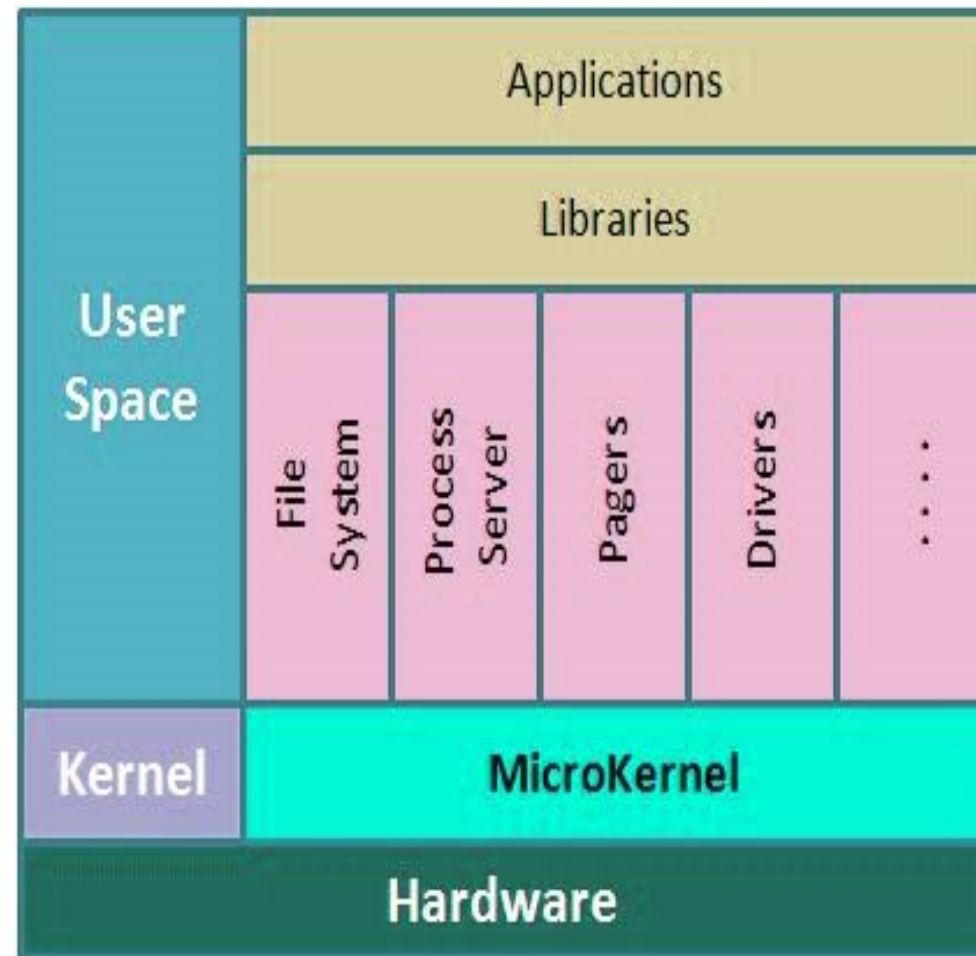 Applications
Libraries
User
Space
File
System
Process
Server
Pagers
Drivers
....
Kernel
MicroKernel
Hardware